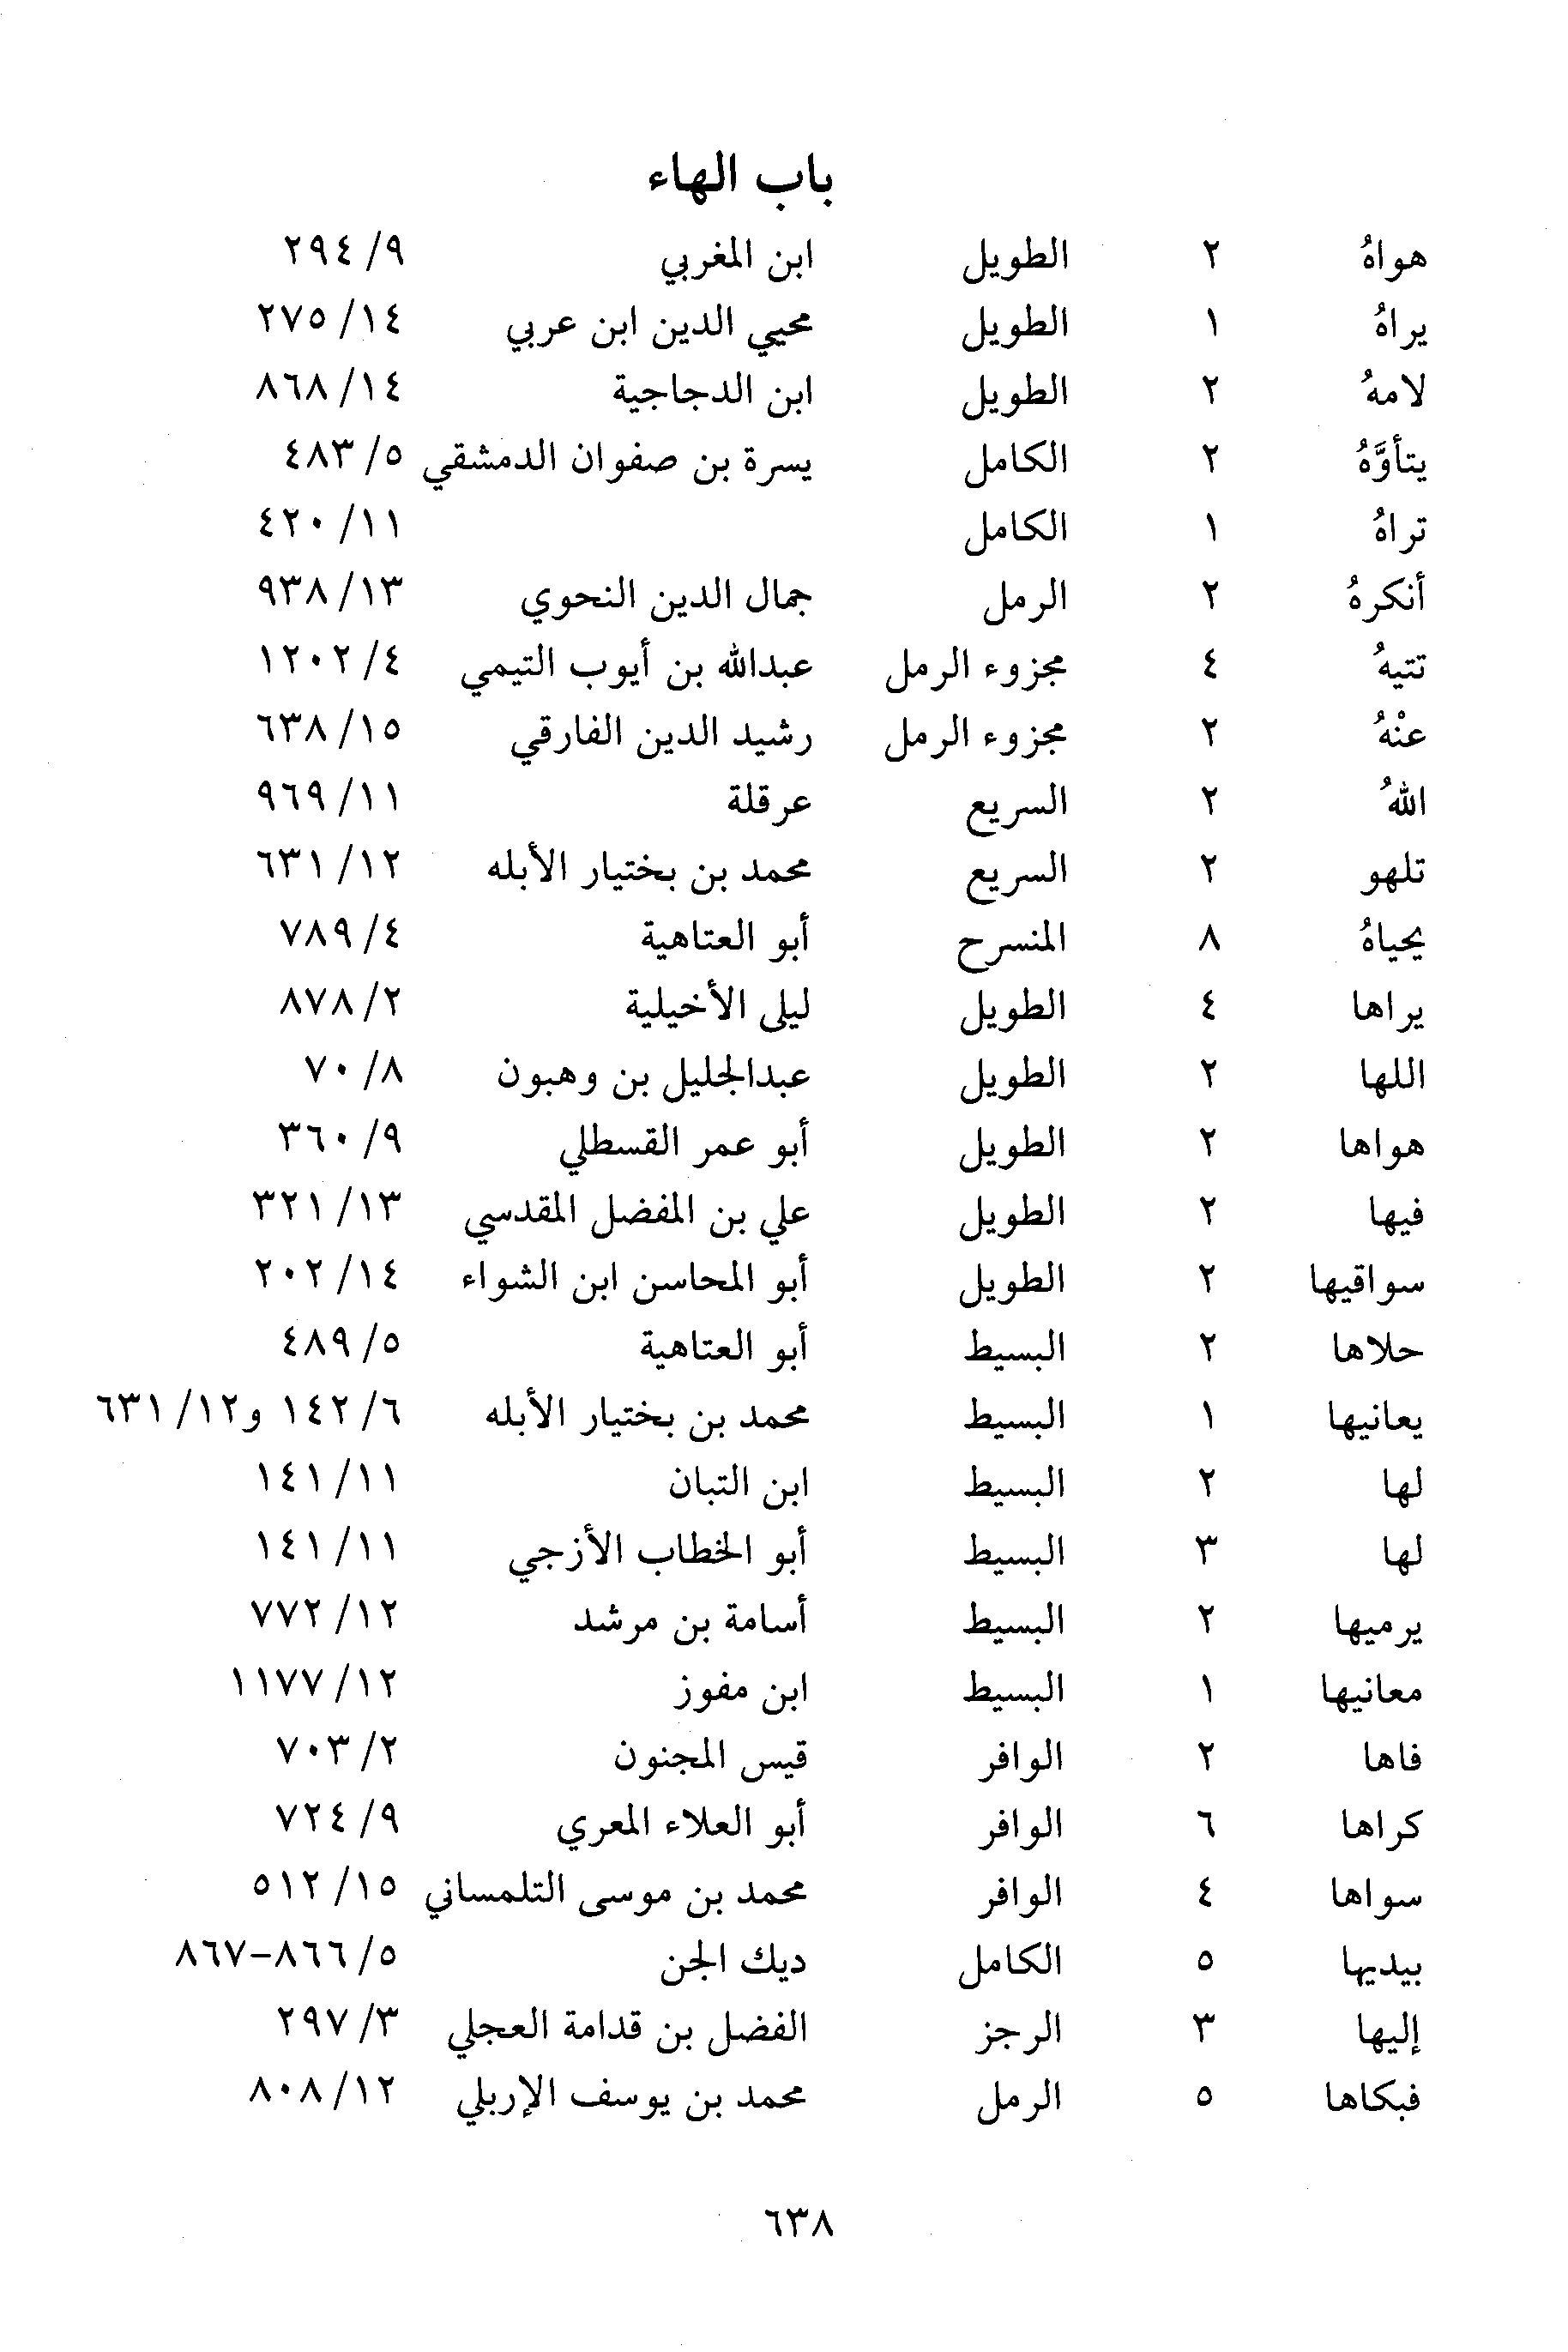 باب الهاء
هواهُ ٢ الطويل ابن المغربي ٩/ ٢٩٤
يراهُ ١ الطويل محيي الدين ابن عربي ١٤/ ٢٧٥
لامهُ ٢ الطويل ابن الدجاجية ١٤/ ٨٦٨
يتأوَّهُ ٢ الكامل يسرة بن صفوان الدمشقي ٥/ ٤٨٣
تراهُ ١ الكامل ١١/ ٤٢٠
أنكرهُ ٢ الرمل جمال الدين النحوي ١٣/ ٩٣٨
تتيهُ ٤ مجزوء الرمل عبدالله بن أيوب التيمي ٤/ ١٢٠٢
عنْهُ ٢ مجزوء الرمل رشيد الدين الفارقي ١٥/ ٦٣٨
اللهُ ٢ السريع عرقلة ١١/ ٩٦٩
تلهو ٢ السريع محمد بن بختيار الأبله ١٢/ ٦٣١
يحياهُ ٨ المنسرح أبو العتاهية ٤/ ٧٨٩
يراها ٤ الطويل ليلى الأخيلية ٢/ ٨٧٨
اللها ٢ الطويل عبدالجليل بن وهبون ٨/ ٧٠
هواها ٢ الطويل أبو عمر القسطلي ٩/ ٣٦٠
فيها ٢ الطويل علي بن المفضل المقدسي ١٣/ ٣٢١
سواقيها ٢ الطويل أبو المحاسن ابن الشواء ١٤/ ٢٠٢
حلاها ٢ البسيط أبو العتاهية ٥/ ٤٨٩
يعانيها ١ البسيط محمد بن بختيار الأبله ٦/ ١٤٢ و١٢/ ٦٣١
لها ٢ البسيط ابن التبان ١١/ ١٤١
لها ٣ البسيط أبو الخطاب الأزجي ١١/ ١٤١
يرميها ٢ البسيط أسامة بن مرشد ١٢/ ٧٧٢
معانيها ١ البسيط ابن مفوز ١٢/ ١١٧٧
فاها ٢ الوافر قيس المجنون ٢/ ٧٠٣
كراها ٦ الوافر أبو العلاء المعري ٩/ ٧٢٤
سواها ٤ الوافر محمد بن موسى التلمساني ١٥/ ٥١٢
بيديها ٥ الكامل ديك الجن ٥/ ٨٦٦-٨٦٧
إليها ٣ الرجز الفضل بن قدامة العجلي ٣/ ٢٩٧
فبكاها ٥ الرمل محمد بن يوسف الإربلي ١٢/ ٨٠٨
٦٣٨